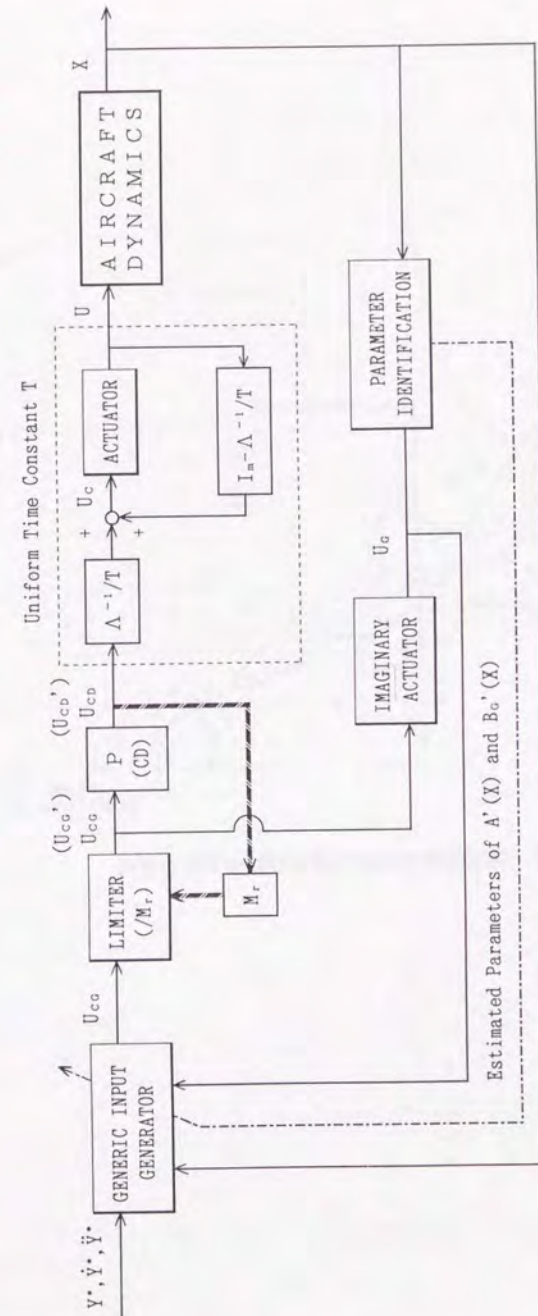 Y*, Ẏ*, Ÿ*
GENERIC INPUT
GENERATOR
U_CG
LIMITER
(/M_r)
(U_CG')
U_CG
M_r
P
(CD)
(U_CD')
U_CD
Uniform Time Constant T
Λ⁻¹/T
+
+
U_C
ACTUATOR
I_m-Λ⁻¹/T
U
AIRCRAFT
DYNAMICS
X
IMAGINARY
ACTUATOR
U_G
PARAMETER
IDENTIFICATION
Estimated Parameters of A'(X) and B_G'(X)